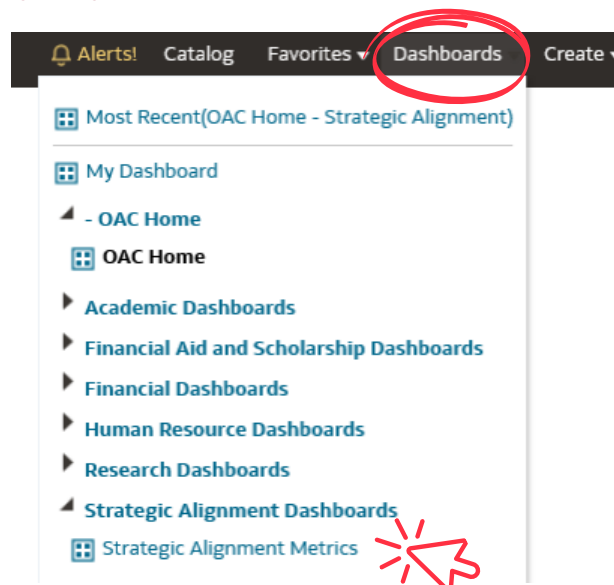 Alerts! Catalog Favorites Dashboards Create
Most Recent(OAC Home - Strategic Alignment)
My Dashboard
- OAC Home
OAC Home
Academic Dashboards
Financial Aid and Scholarship Dashboards
Financial Dashboards
Human Resource Dashboards
Research Dashboards
Strategic Alignment Dashboards
Strategic Alignment Metrics